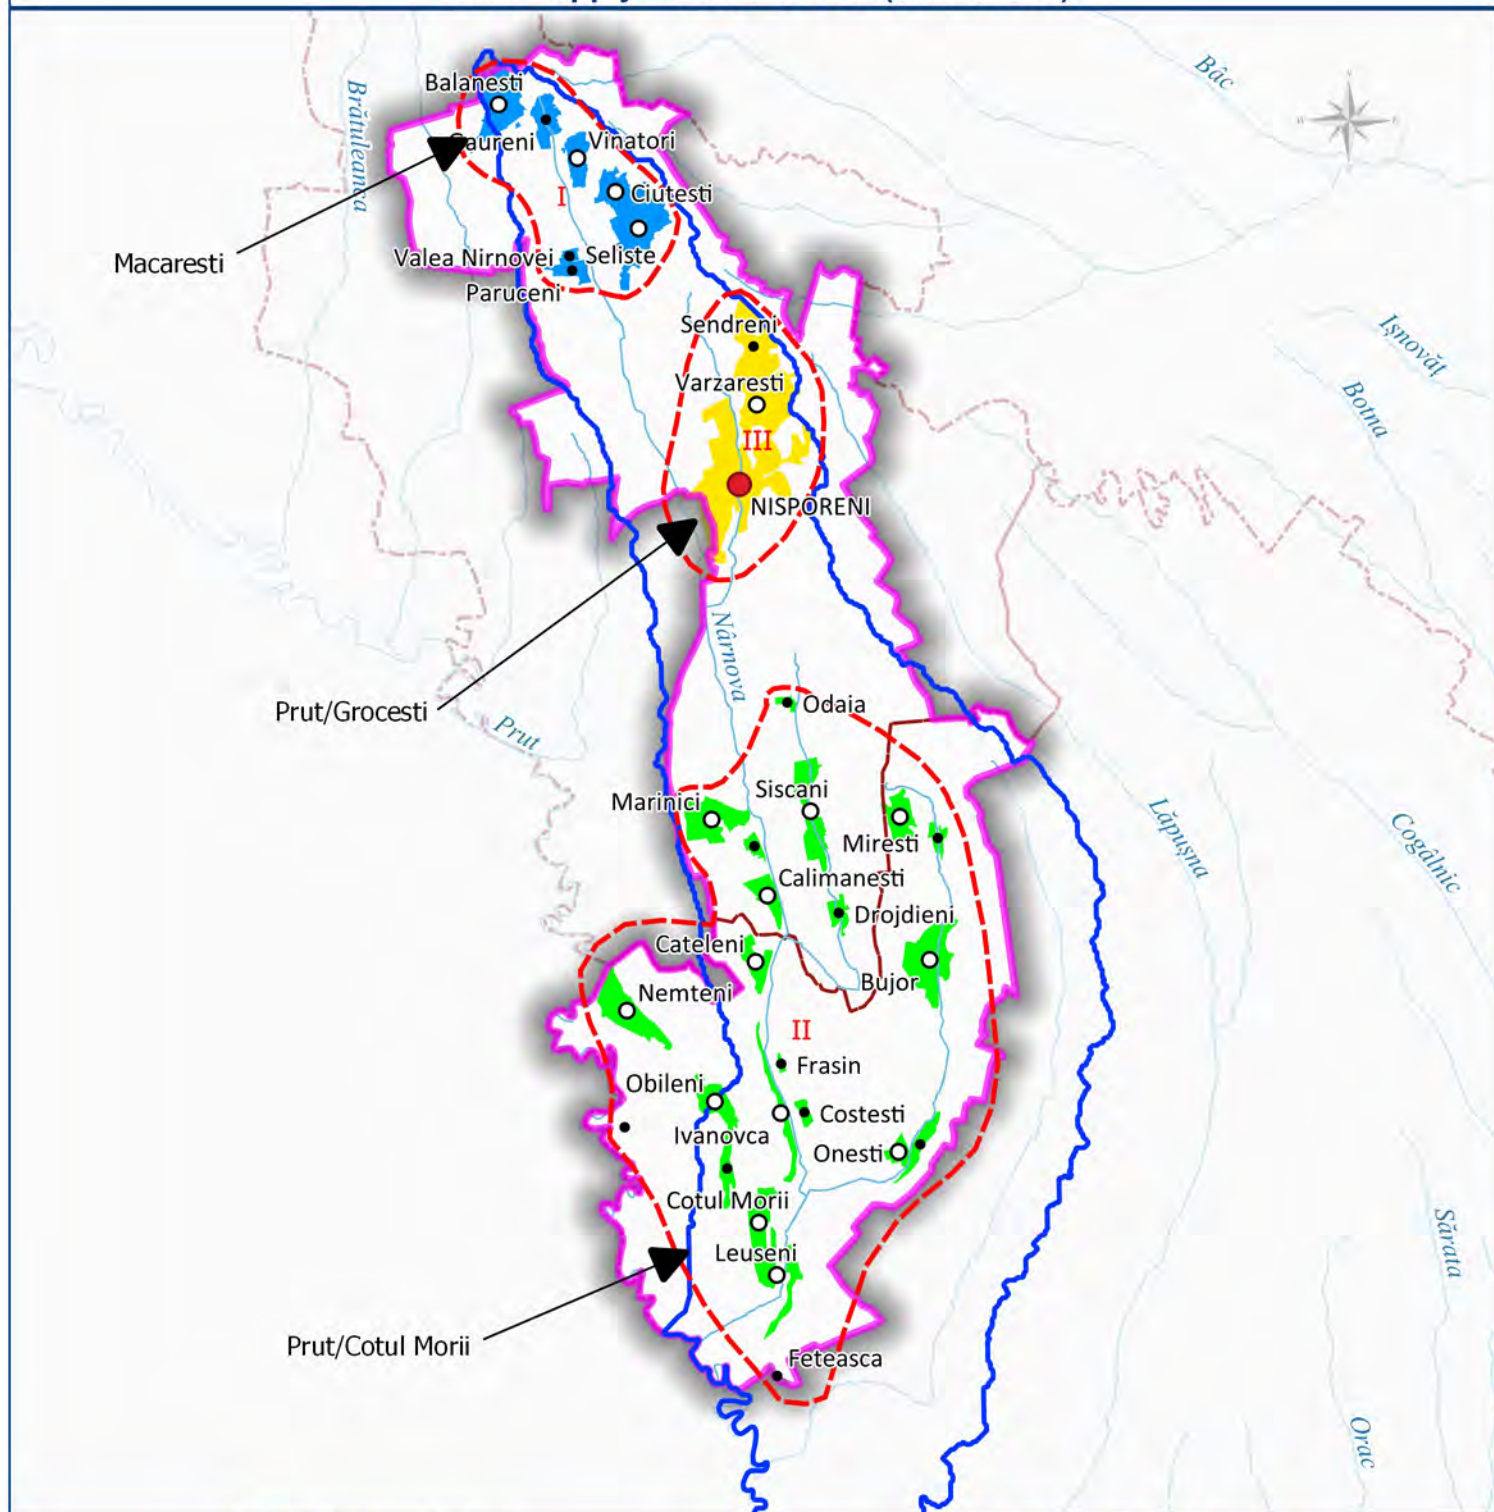 Bâc
Balanesti
Brătuleanca
Gaureni
Vinatori
I
Ciutesti
Macaresti
Valea Nirnovei
Seliste
Paruceni
Sendreni
Ișnovăț
Varzaresti
Botna
III
NISPORENI
Nârnova
Prut/Grocesti
Odaia
Prut
Siscani
Marinici
Miresti
Lăpușna
Cogâlnic
Calimanesti
Drojdieni
Cateleni
Bujor
Nemteni
II
Frasin
Obileni
Costesti
Ivanovca
Onesti
Cotul Morii
Sărata
Leuseni
Prut/Cotul Morii
Feteasca
Orac